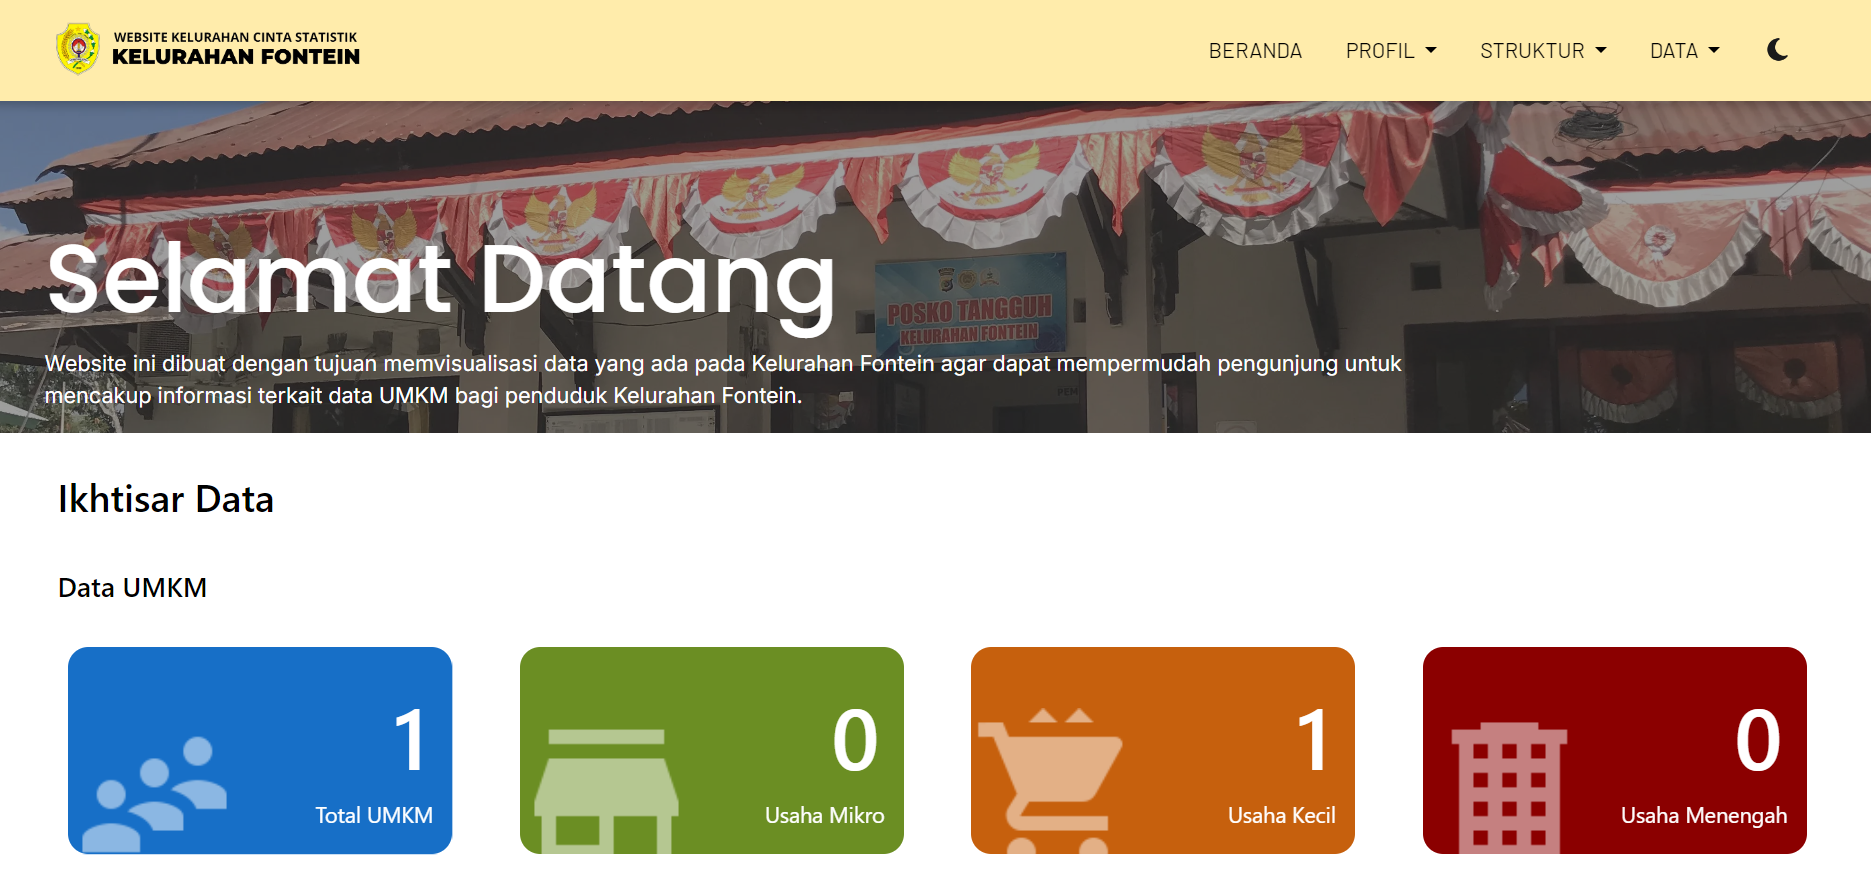 WEBSITE KELURAHAN CINTA STATISTIK
KELURAHAN FONTEIN
BERANDA
PROFIL
STRUKTUR
DATA
POSKO TANGGUH
KELURAHAN FONTEIN
Selamat Datang
Website ini dibuat dengan tujuan memvisualisasi data yang ada pada Kelurahan Fontein agar dapat mempermudah pengunjung untuk
mencakup informasi terkait data UMKM bagi penduduk Kelurahan Fontein.
Ikhtisar Data
Data UMKM
1
Total UMKM
0
Usaha Mikro
1
Usaha Kecil
0
Usaha Menengah